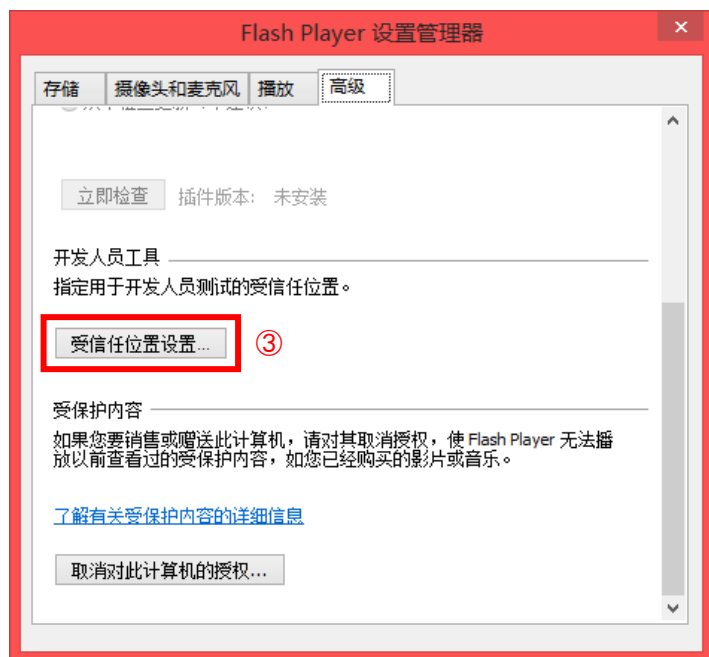 Flash Player 设置管理器
存储 摄像头和麦克风 播放 高级
立即检查 插件版本: 未安装
开发人员工具
指定用于开发人员测试的受信任位置。
受信任位置设置... ③
受保护内容
如果您要销售或赠送此计算机，请对其取消授权，使 Flash Player 无法播
放以前查看过的受保护内容，如您已经购买的影片或音乐。
了解有关受保护内容的详细信息
取消对此计算机的授权...